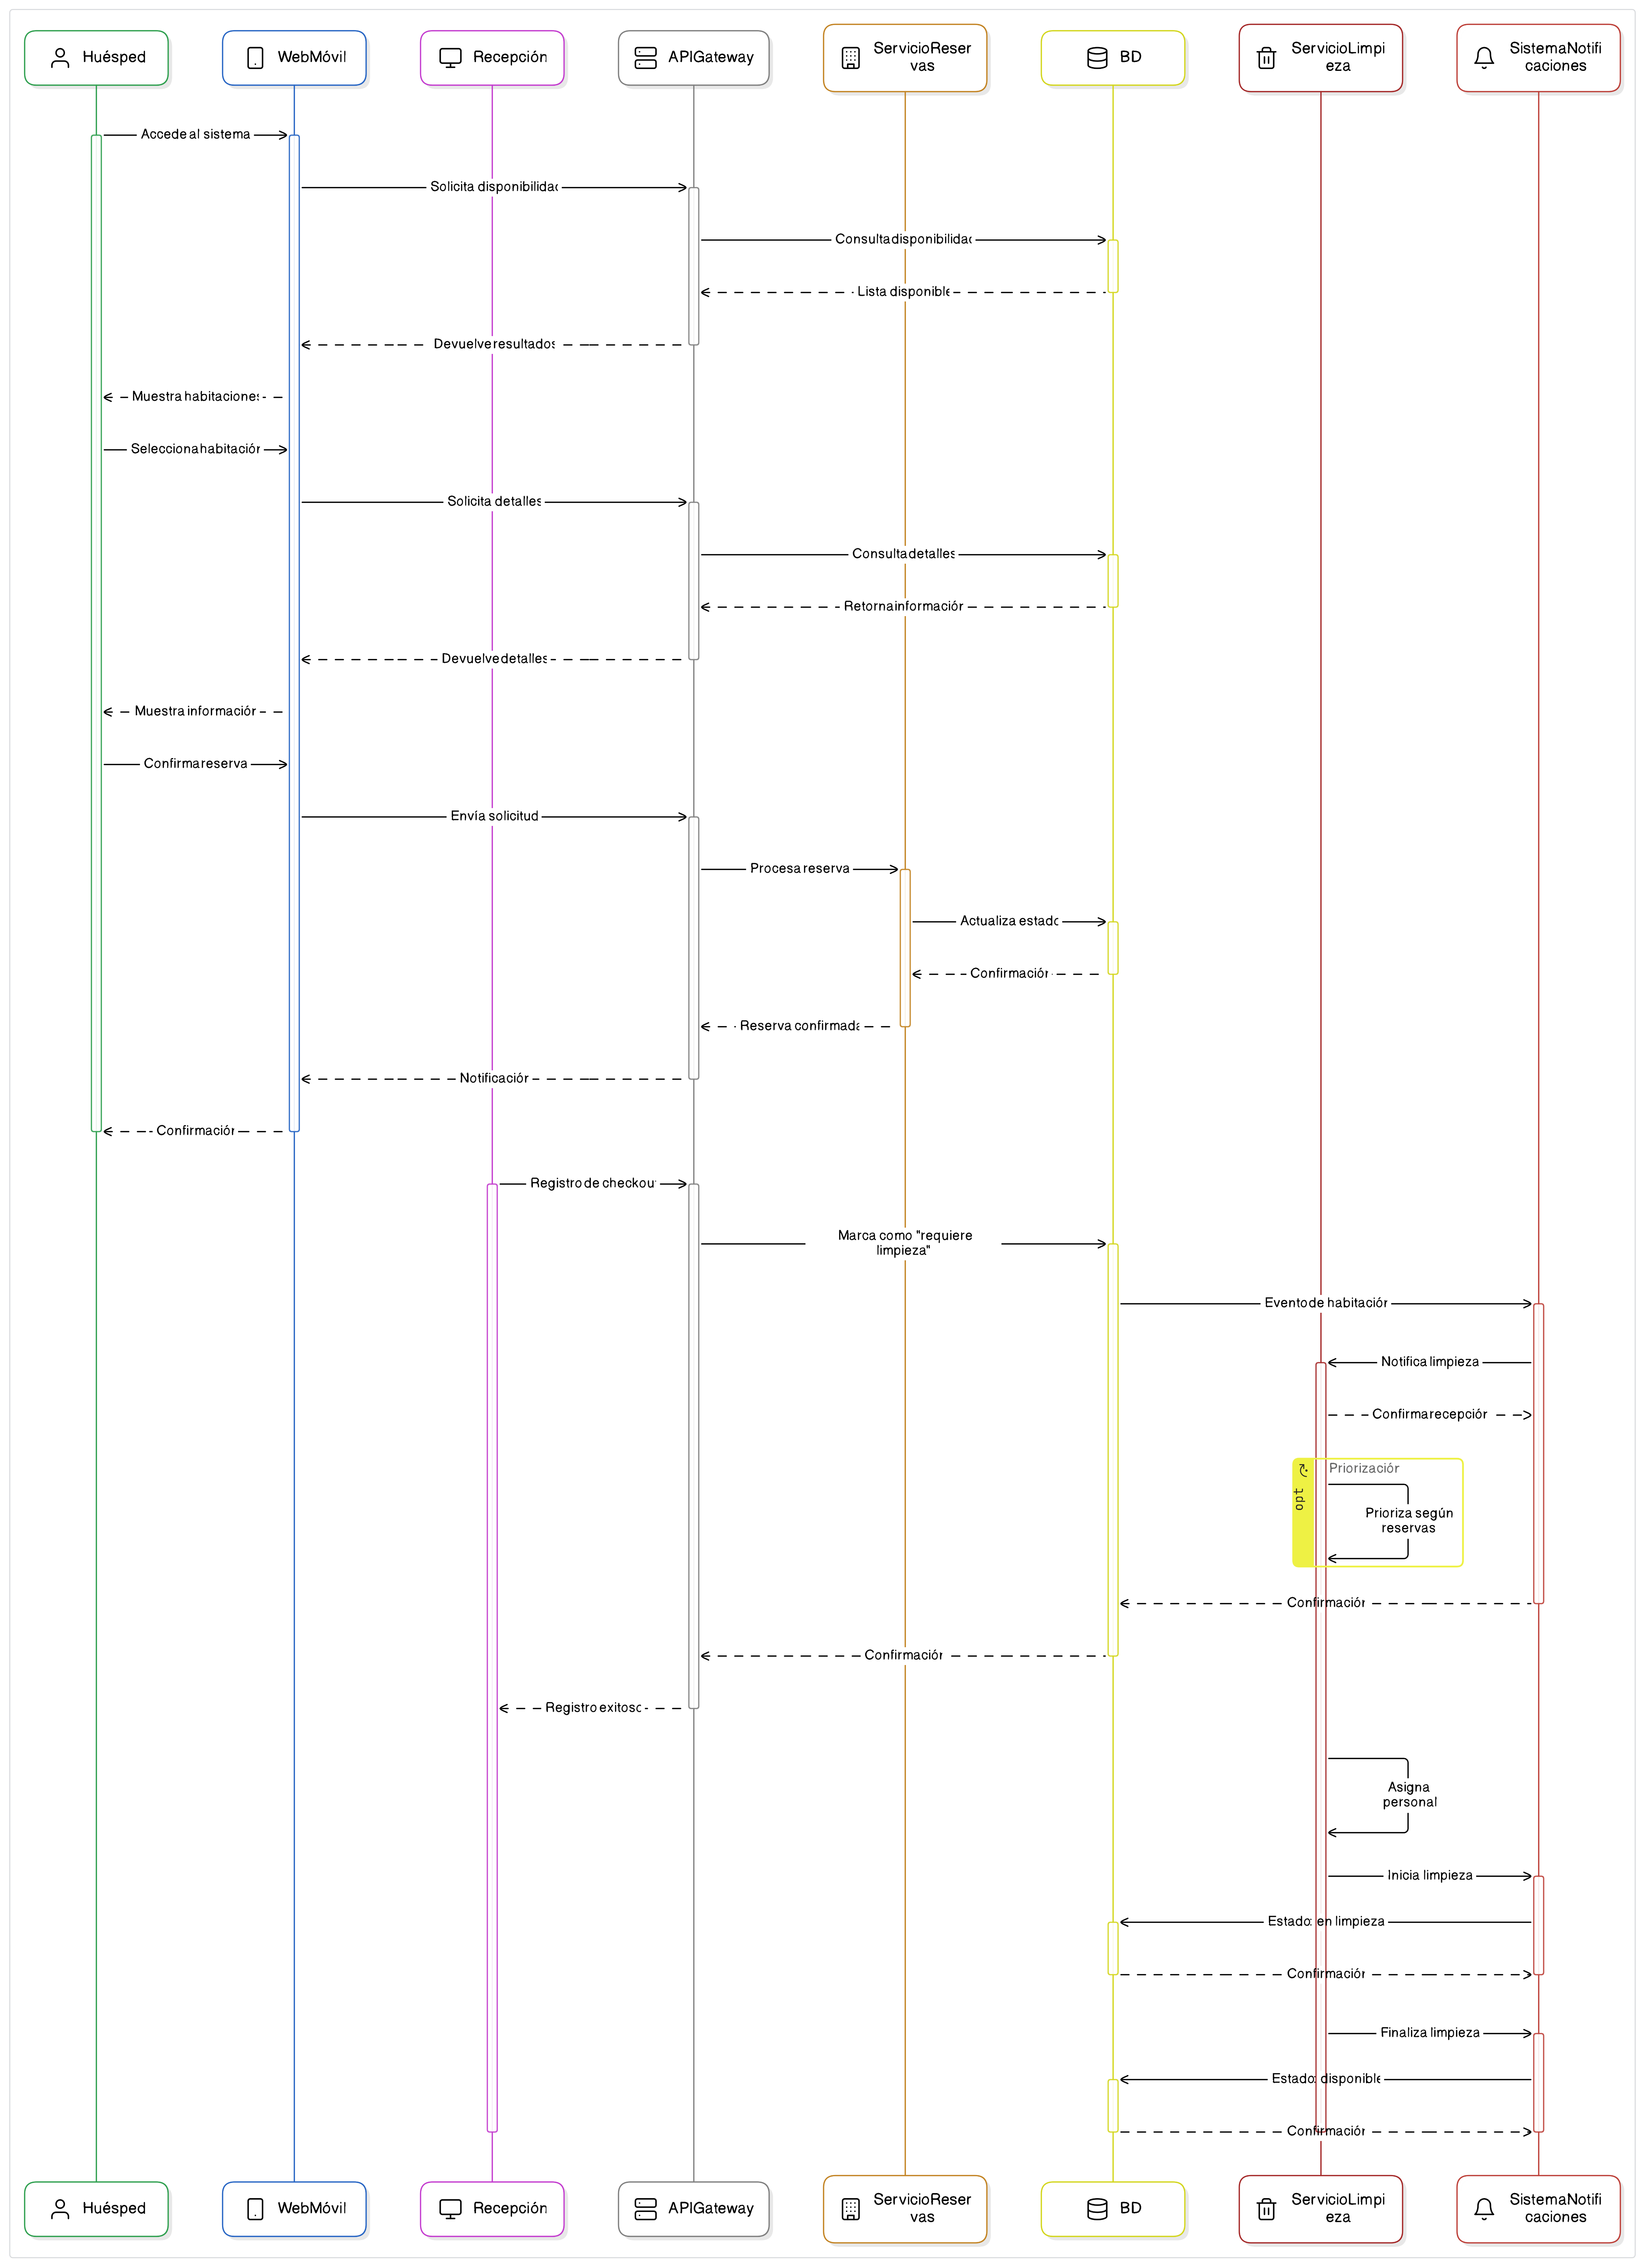 Huésped
WebMóvil
Recepción
APIGateway
ServicioReser
vas
BD
ServicioLimpi
eza
SistemaNotifi
caciones
Accede al sistema
Solicita disponibilidad
Consulta disponibilidad
Lista disponible
Devuelve resultados
Muestra habitaciones
Selecciona habitación
Solicita detalles
Consulta detalles
Retorna información
Devuelve detalles
Muestra información
Confirma reserva
Envía solicitud
Procesa reserva
Actualiza estado
Confirmación
Reserva confirmada
Notificación
Confirmación
Registro de checkout
Marca como "requiere
limpieza"
Evento de habitación
Notifica limpieza
Confirma recepción
opt
Priorización
Prioriza según
reservas
Confirmación
Confirmación
Registro exitoso
Asigna
personal
Inicia limpieza
Estado: en limpieza
Confirmación
Finaliza limpieza
Estado: disponible
Confirmación
Huésped
WebMóvil
Recepción
APIGateway
ServicioReser
vas
BD
ServicioLimpi
eza
SistemaNotifi
caciones